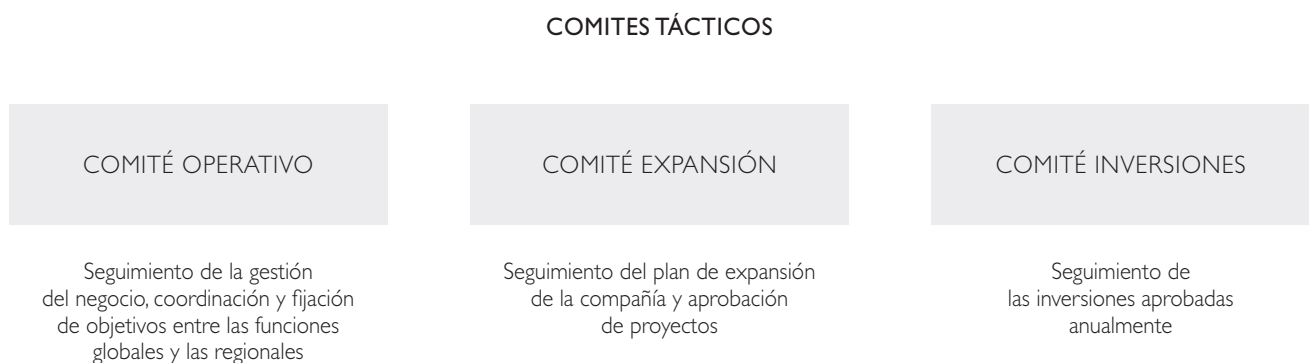 COMITES TÁCTICOS
COMITÉ OPERATIVO
Seguimiento de la gestión
del negocio, coordinación y fijación
de objetivos entre las funciones
globales y las regionales
COMITÉ EXPANSIÓN
Seguimiento del plan de expansión
de la compañía y aprobación
de proyectos
COMITÉ INVERSIONES
Seguimiento de
las inversiones aprobadas
anualmente